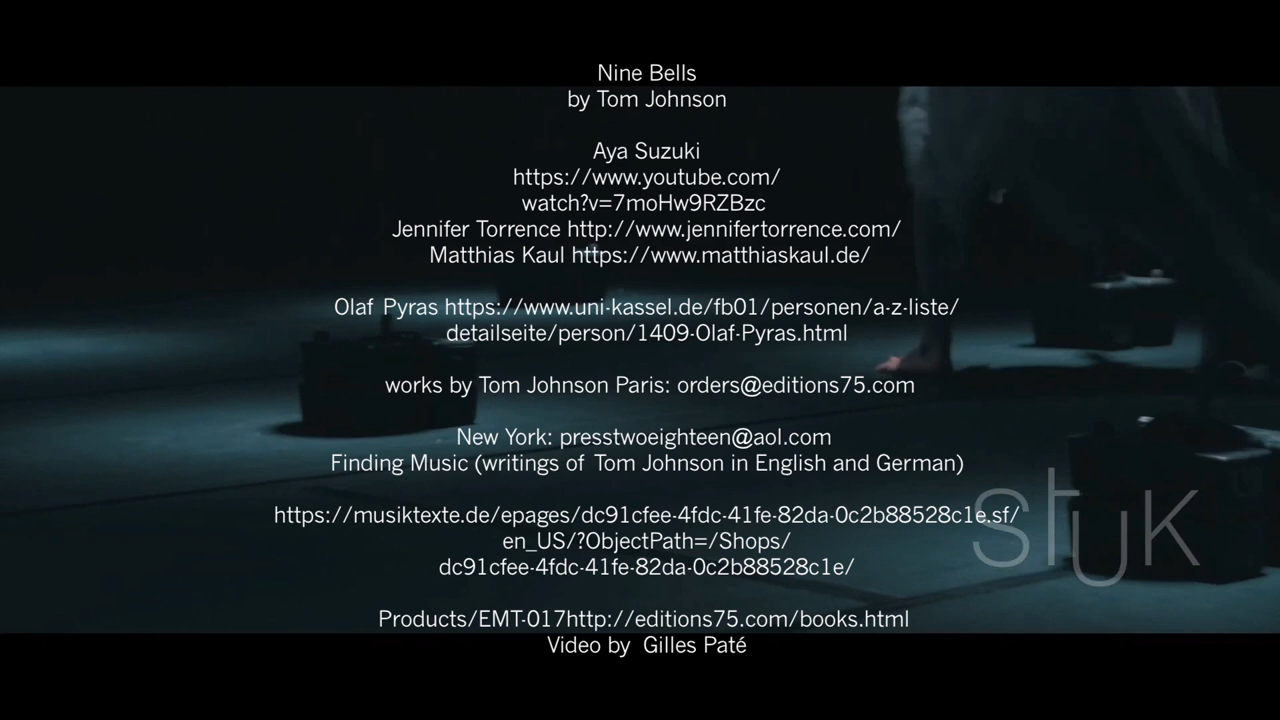 Nine Bells
by Tom Johnson
Aya Suzuki
https://www.youtube.com/
watch?v=7moHw9RZBzc
Jennifer Torrence http://www.jennifertorrence.com/
Matthias Kaul https://www.matthiaskaul.de/
Olaf Pyras https://www.uni-kassel.de/fb01/personen/a-z-liste/
detailseite/person/1409-Olaf-Pyras.html
works by Tom Johnson Paris: orders@editions75.com
New York: presstwoeighteen@aol.com
Finding Music (writings of Tom Johnson in English and German)
https://musiktexte.de/epages/dc91cfee-4fdc-41fe-82da-0c2b88528c1e.sf/
en_US/?ObjectPath=/Shops/
dc91cfee-4fdc-41fe-82da-0c2b88528c1e/
Products/EMT-017http://editions75.com/books.html
Video by Gilles Paté
stuk